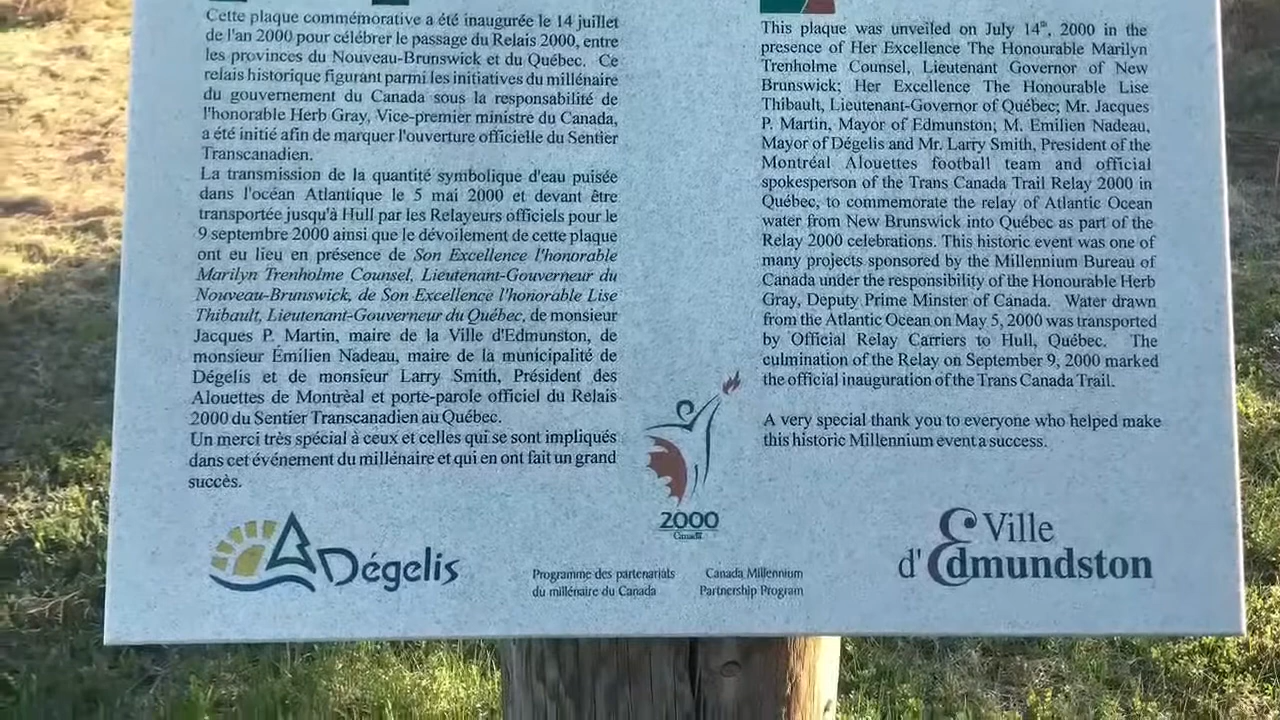 Cette plaque commémorative a été inaugurée le 14 juillet
de l'an 2000 pour célébrer le passage du Relais 2000, entre
les provinces du Nouveau-Brunswick et du Québec. Ce
relais historique figurant parmi les initiatives du millénaire
du gouvernement du Canada sous la responsabilité de
l'honorable Herb Gray, Vice-premier ministre du Canada,
a été initié afin de marquer l'ouverture officielle du Sentier
Transcanadien.
La transmission de la quantité symbolique d'eau puisée
dans l'océan Atlantique le 5 mai 2000 et devant être
transportée jusqu'à Hull par les Relayeurs officiels pour le
9 septembre 2000 ainsi que le dévoilement de cette plaque
ont eu lieu en présence de Son Excellence l'honorable
Marilyn Trenholme Counsel, Lieutenant-Gouverneur du
Nouveau-Brunswick, de Son Excellence l'honorable Lise
Thibault, Lieutenant-Gouverneur du Québec, de monsieur
Jacques P. Martin, maire de la Ville d'Edmunston, de
monsieur Émilien Nadeau, maire de la municipalité de
Dégelis et de monsieur Larry Smith, Président des
Alouettes de Montrèal et porte-parole officiel du Relais
2000 du Sentier Transcanadien au Québec.
Un merci très spécial à ceux et celles qui se sont impliqués
dans cet événement du millénaire et qui en ont fait un grand
succès.
This plaque was unveiled on July 14th, 2000 in the
presence of Her Excellence The Honourable Marilyn
Trenholme Counsel, Lieutenant Governor of New
Brunswick; Her Excellence The Honourable Lise
Thibault, Lieutenant-Governor of Québec; Mr. Jacques
P. Martin, Mayor of Edmunston; M. Emilien Nadeau,
Mayor of Dégelis and Mr. Larry Smith, President of the
Montréal Alouettes football team and official
spokesperson of the Trans Canada Trail Relay 2000 in
Québec, to commemorate the relay of Atlantic Ocean
water from New Brunswick into Québec as part of the
Relay 2000 celebrations. This historic event was one of
many projects sponsored by the Millennium Bureau of
Canada under the responsibility of the Honourable Herb
Gray, Deputy Prime Minster of Canada. Water drawn
from the Atlantic Ocean on May 5, 2000 was transported
by Official Relay Carriers to Hull, Québec. The
culmination of the Relay on September 9, 2000 marked
the official inauguration of the Trans Canada Trail.
A very special thank you to everyone who helped make
this historic Millennium event a success.
2000
Canada
Dégelis
Programme des partenariats
du millénaire du Canada
Canada Millennium
Partnership Program
Ville
d'Edmundston